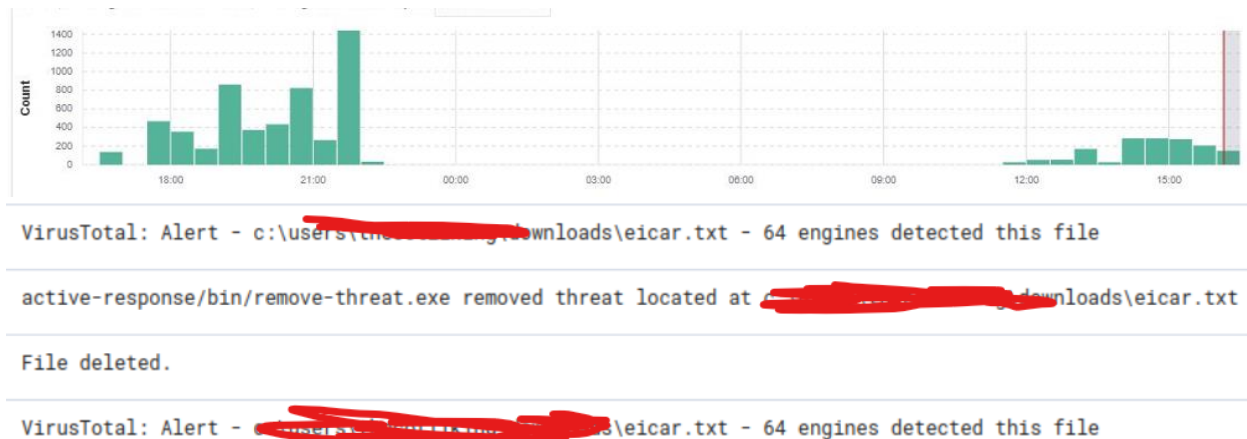 1400
1200
1000
800
600
400
200
0
Count
18:00 21:00 00:00 03:00 06:00 09:00 12:00 15:00
VirusTotal: Alert - c:\users\ downloads\eicar.txt - 64 engines detected this file
active-response/bin/remove-threat.exe removed threat located at downloads\eicar.txt
File deleted.
VirusTotal: Alert - \eicar.txt - 64 engines detected this file